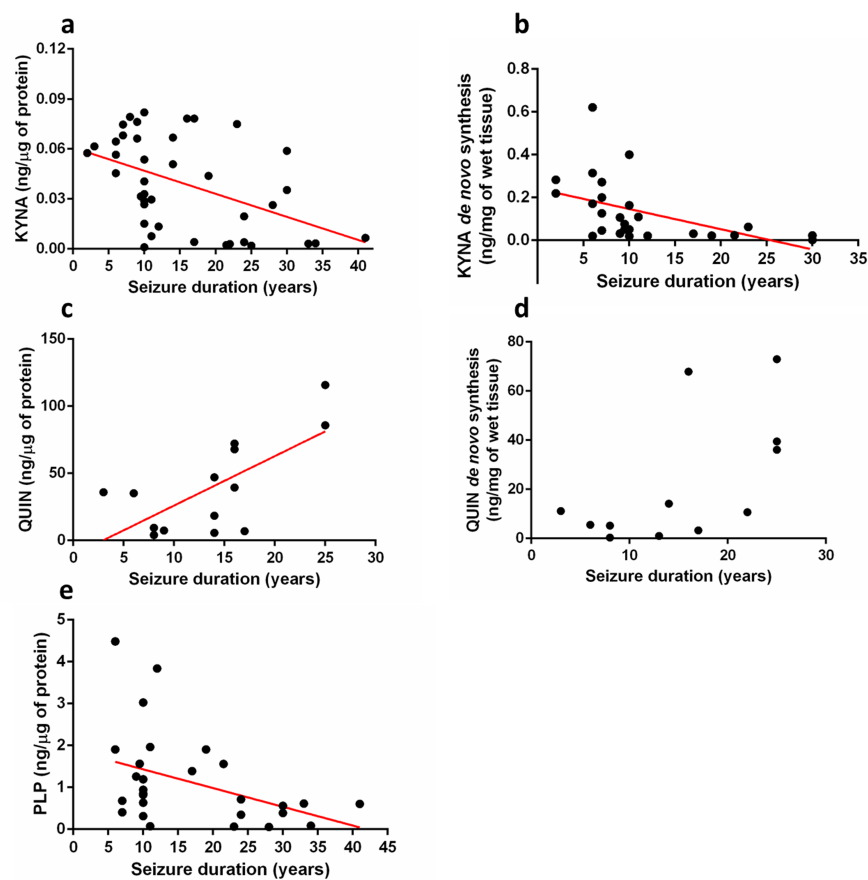 a
0.12
0.09
0.06
0.03
0.00
KYNA (ng/μg of protein)
0 5 10 15 20 25 30 35 40
Seizure duration (years)
b
0.8
0.6
0.4
0.2
0.0
KYNA de novo synthesis
(ng/mg of wet tissue)
5 10 15 20 25 30 35
Seizure duration (years)
c
150
100
50
0
QUIN (ng/μg of protein)
0 5 10 15 20 25 30
Seizure duration (years)
d
80
60
40
20
0
QUIN de novo synthesis
(ng/mg of wet tissue)
0 10 20 30
Seizure duration (years)
e
5
4
3
2
1
0
PLP (ng/μg of protein)
0 5 10 15 20 25 30 35 40 45
Seizure duration (years)